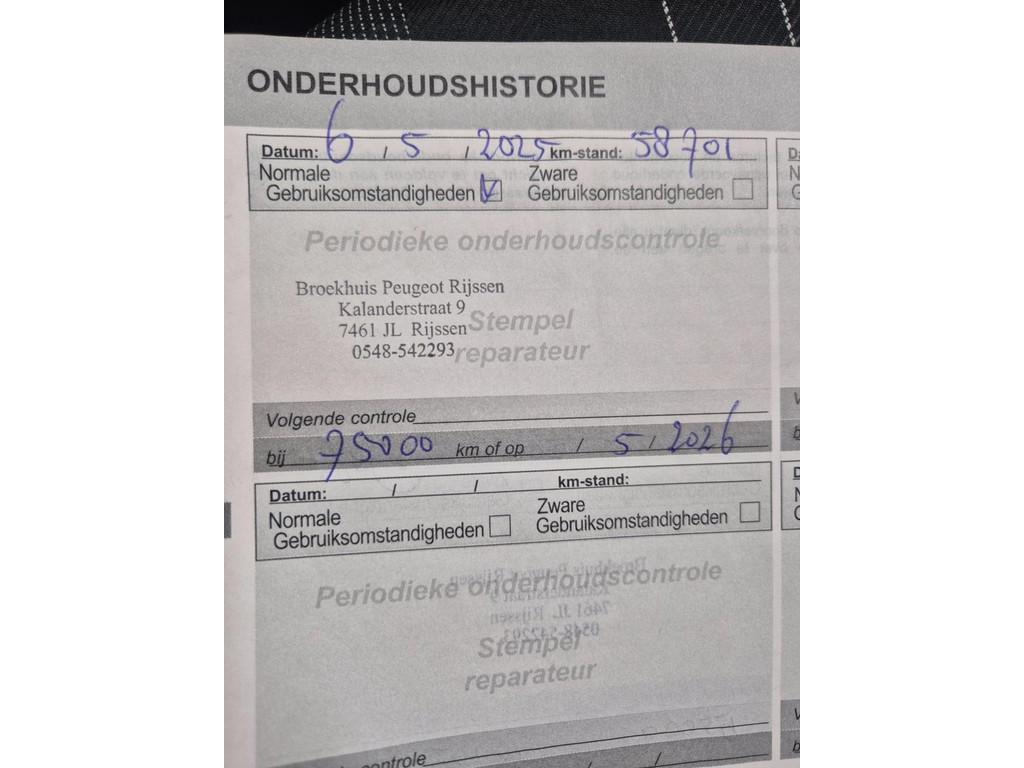 ONDERHOUDSHISTORIE
Datum: 6 / 5 / 2025 km-stand: 58701
Normale Gebruiksomstandigheden Zware Gebruiksomstandigheden
Periodieke onderhoudscontrole
Broekhuis Peugeot Rijssen
Kalanderstraat 9
7461 JL Rijssen
0548-542293
Stempel
reparateur
Volgende controle
bij 75000 km of op / 5 / 2026
Datum: / / km-stand:
Normale Gebruiksomstandigheden Zware Gebruiksomstandigheden
Periodieke onderhoudscontrole
Stempel
reparateur
controle